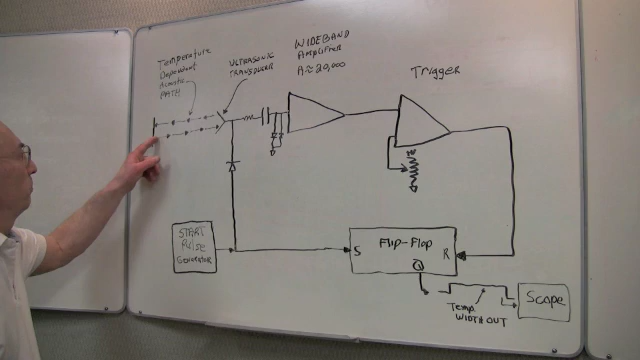 Temperature
Dependent
Acoustic
PATH
ULTRASONIC
TRANSDUCER
WIDEBAND
Amplifier
A≈20,000
Trigger
START
Pulse
GENERATOR
S
Flip-Flop
R
Q
Temp.
WIDTH OUT
Scope